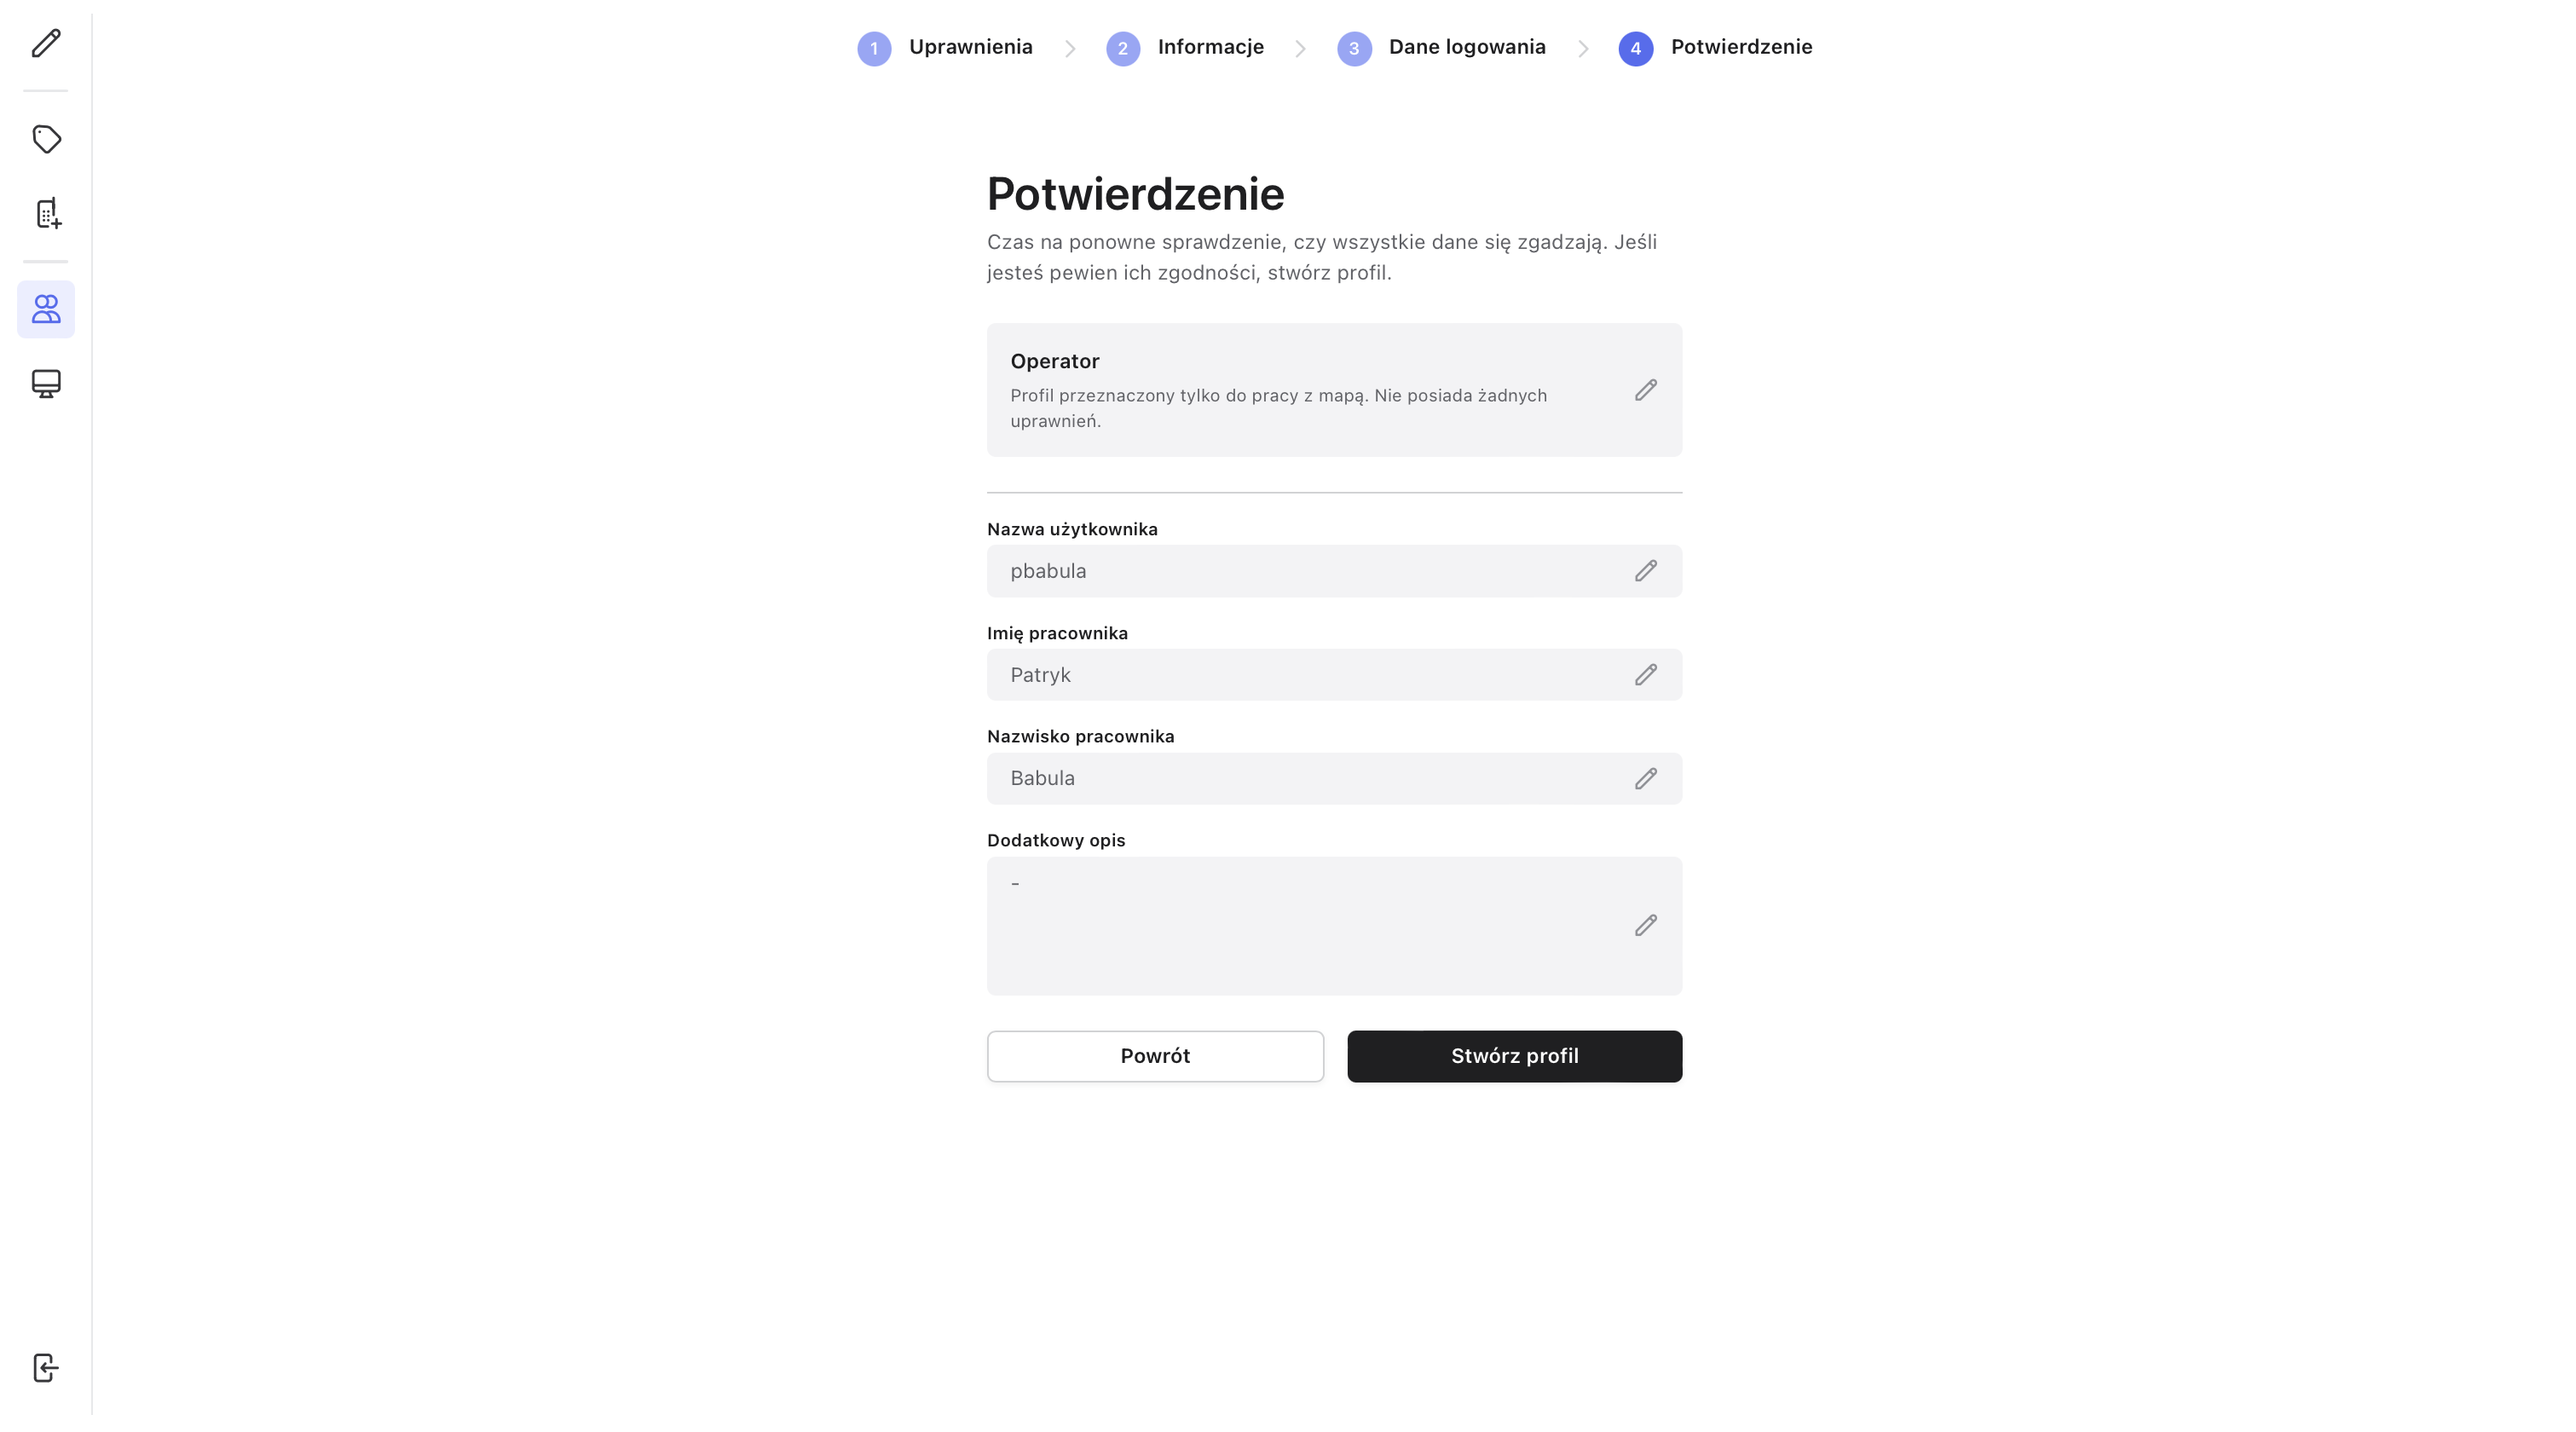 1 Uprawnienia 2 Informacje 3 Dane logowania 4 Potwierdzenie
Potwierdzenie
Czas na ponowne sprawdzenie, czy wszystkie dane się zgadzają. Jeśli
jesteś pewien ich zgodności, stwórz profil.
Operator
Profil przeznaczony tylko do pracy z mapą. Nie posiada żadnych
uprawnień.
Nazwa użytkownika
pbabula
Imię pracownika
Patryk
Nazwisko pracownika
Babula
Dodatkowy opis
-
Powrót Stwórz profil